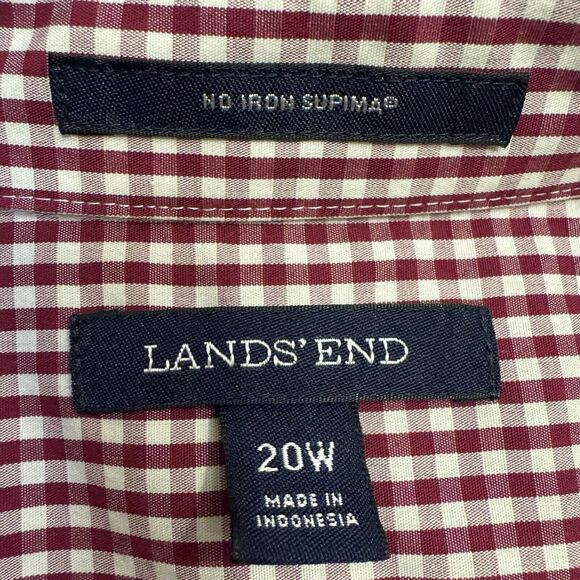 NO IRON SUPIMA®
LANDS' END
20W
MADE IN
INDONESIA